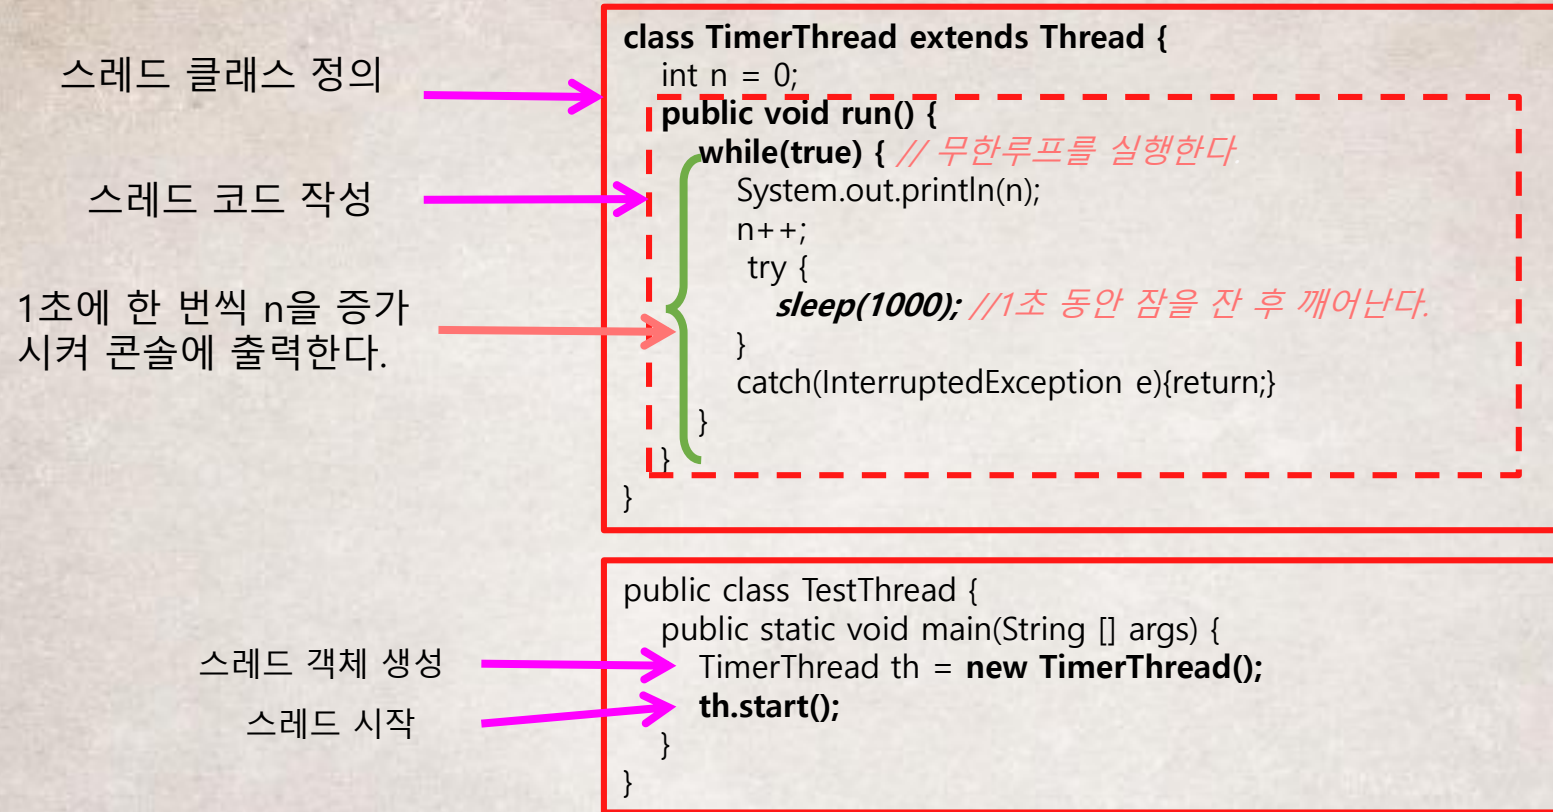 스레드 클래스 정의
스레드 코드 작성
1초에 한 번씩 n을 증가
시켜 콘솔에 출력한다.
class TimerThread extends Thread {
int n = 0;
public void run() {
while(true) { // 무한루프를 실행한다.
System.out.println(n);
n++;
try {
sleep(1000); //1초 동안 잠을 잔 후 깨어난다.
}
catch(InterruptedException e){return;}
}
}
}
스레드 객체 생성
스레드 시작
public class TestThread {
public static void main(String [] args) {
TimerThread th = new TimerThread();
th.start();
}
}